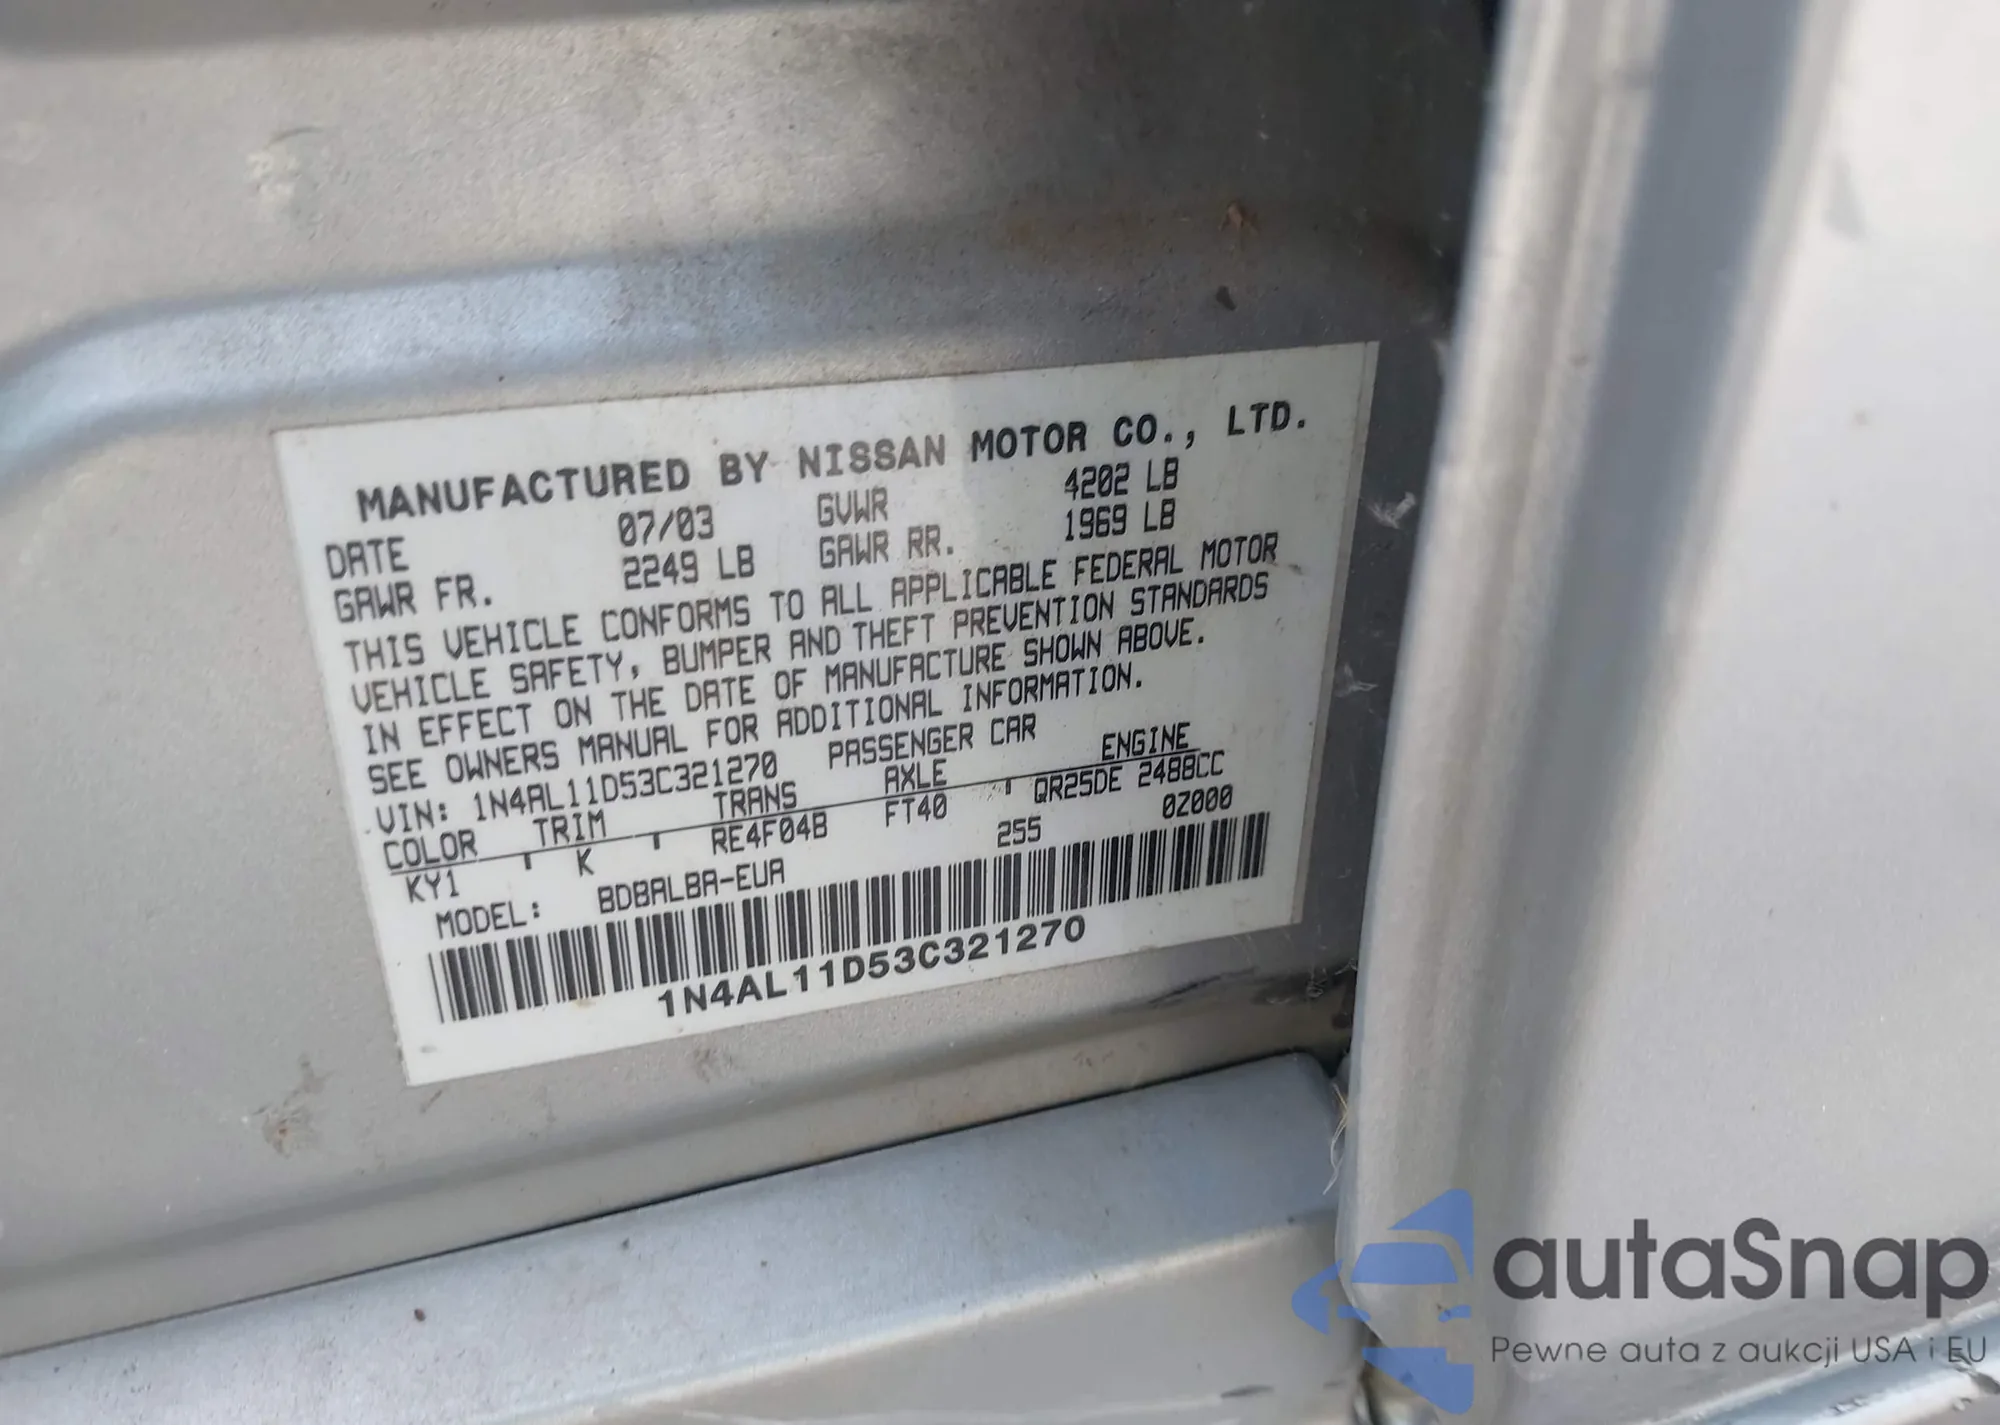 MANUFACTURED BY NISSAN MOTOR CO., LTD.
DATE 07/03 GVWR 4202 LB
GAWR FR. 2249 LB GAWR RR. 1969 LB
THIS VEHICLE CONFORMS TO ALL APPLICABLE FEDERAL MOTOR
VEHICLE SAFETY, BUMPER AND THEFT PREVENTION STANDARDS
IN EFFECT ON THE DATE OF MANUFACTURE SHOWN ABOVE.
SEE OWNERS MANUAL FOR ADDITIONAL INFORMATION.
VIN: 1N4AL11D53C321270 PASSENGER CAR
COLOR TRIM TRANS AXLE ENGINE
KY1 K RE4F04B FT40 QR25DE 2488CC
MODEL: BDBALBA-EUA 255 0Z000
1N4AL11D53C321270
autaSnap
Pewne auta z aukcji USA i EU